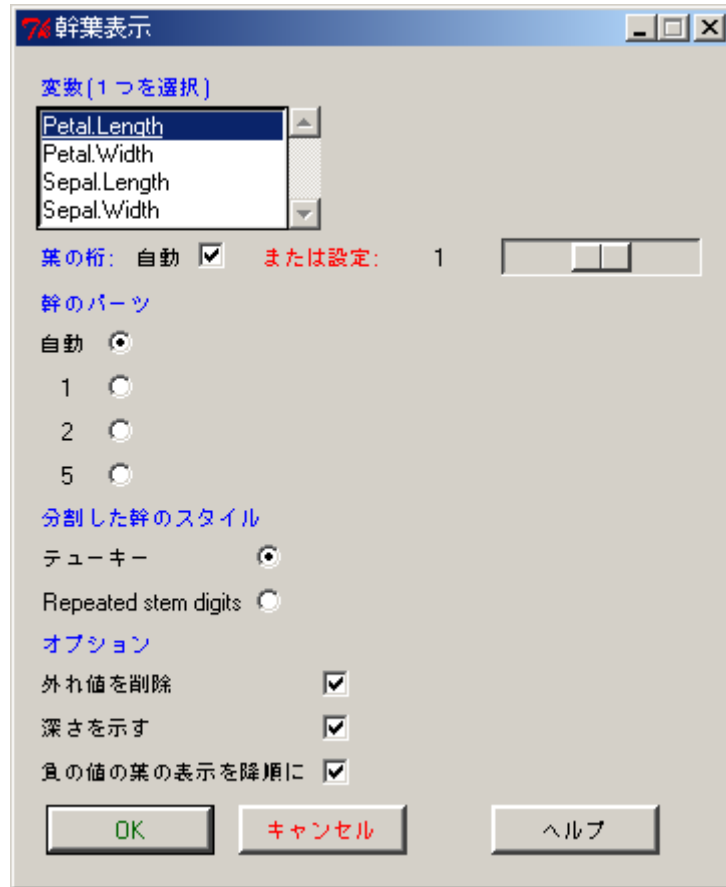 幹葉表示
変数(1つを選択)
Petal.Length
Petal.Width
Sepal.Length
Sepal.Width
葉の桁: 自動 または設定: 1
幹のパーツ
自動
1
2
5
分割した幹のスタイル
テューキー
Repeated stem digits
オプション
外れ値を削除
深さを示す
負の値の葉の表示を降順に
OK キャンセル ヘルプ